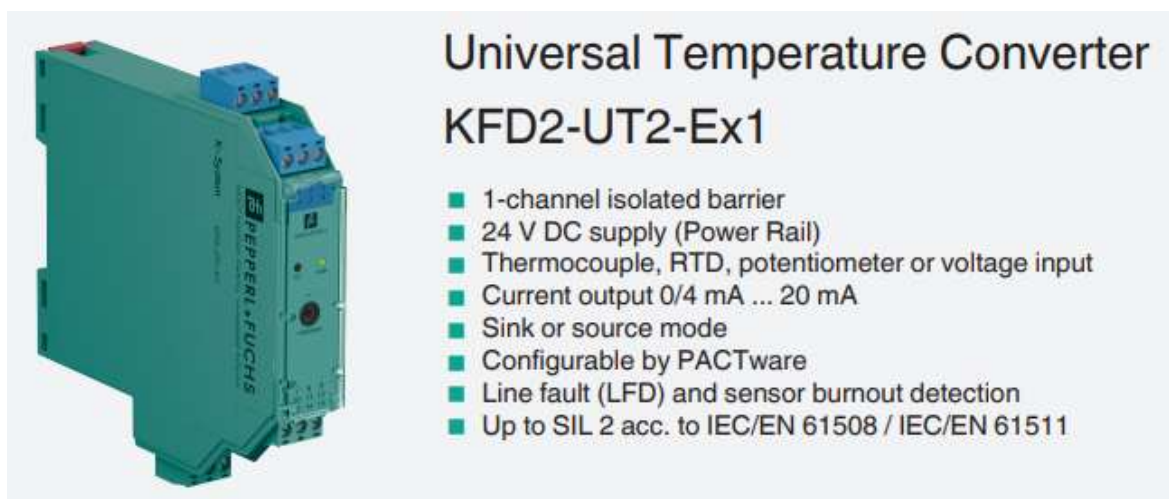 Universal Temperature Converter
KFD2-UT2-Ex1
1-channel isolated barrier
24 V DC supply (Power Rail)
Thermocouple, RTD, potentiometer or voltage input
Current output 0/4 mA ... 20 mA
Sink or source mode
Configurable by PACTware
Line fault (LFD) and sensor burnout detection
Up to SIL 2 acc. to IEC/EN 61508 / IEC/EN 61511
K-System
PEPPERL+FUCHS